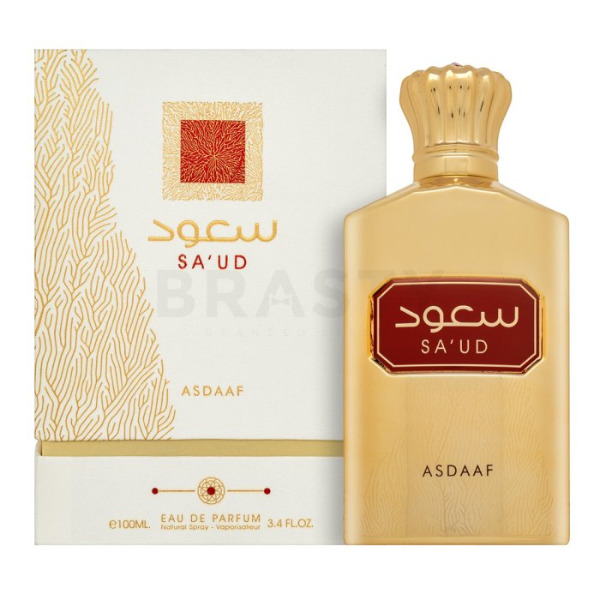 سعود
SA'UD
ASDAAF
e100ML.
EAU DE PARFUM
Natural Spray - Vaporisateur
3.4 FL.OZ.
سعود
SA'UD
ASDAAF
BRASTY